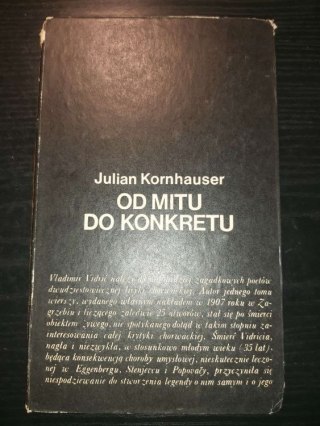 Julian Kornhauser
OD MITU
DO KONKRETU
Vladimir Vidrić należy do najbardziej zagadkowych poetów
dwudziestowiecznej liryki chorwackiej. Autor jednego tomu
wierszy, wydanego własnym nakładem w 1907 roku w Za-
grzebiu i liczącego zaledwie 25 utworów, stał się po śmierci
obiektem żywego, nie spotykanego dotąd w takim stopniu za-
interesowania całej krytyki chorwackiej. Śmierć Vidricia,
nagła i niezwykła, w stosunkowo młodym wieku (35 lat),
będąca konsekwencją choroby umysłowej, nieskutecznie leczo-
nej w Eggenbergu, Stenjevcu i Popovači, przyczyniła się
niespodziewanie do stworzenia legendy o nim samym i o jego